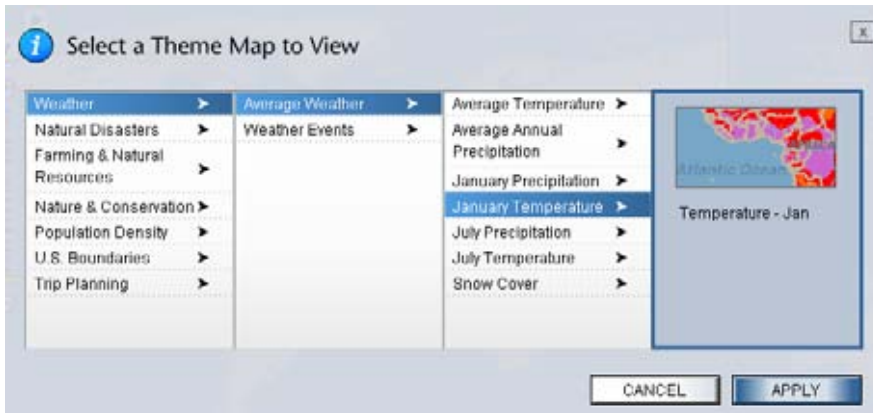 i Select a Theme Map to View
x
Weather
Natural Disasters
Farming & Natural
Resources
Nature & Conservation
Population Density
U.S. Boundaries
Trip Planning
Average Weather
Weather Events
Average Temperature
Average Annual
Precipitation
January Precipitation
January Temperature
July Precipitation
July Temperature
Snow Cover
Africa
Atlantic Ocean
Temperature - Jan
CANCEL
APPLY